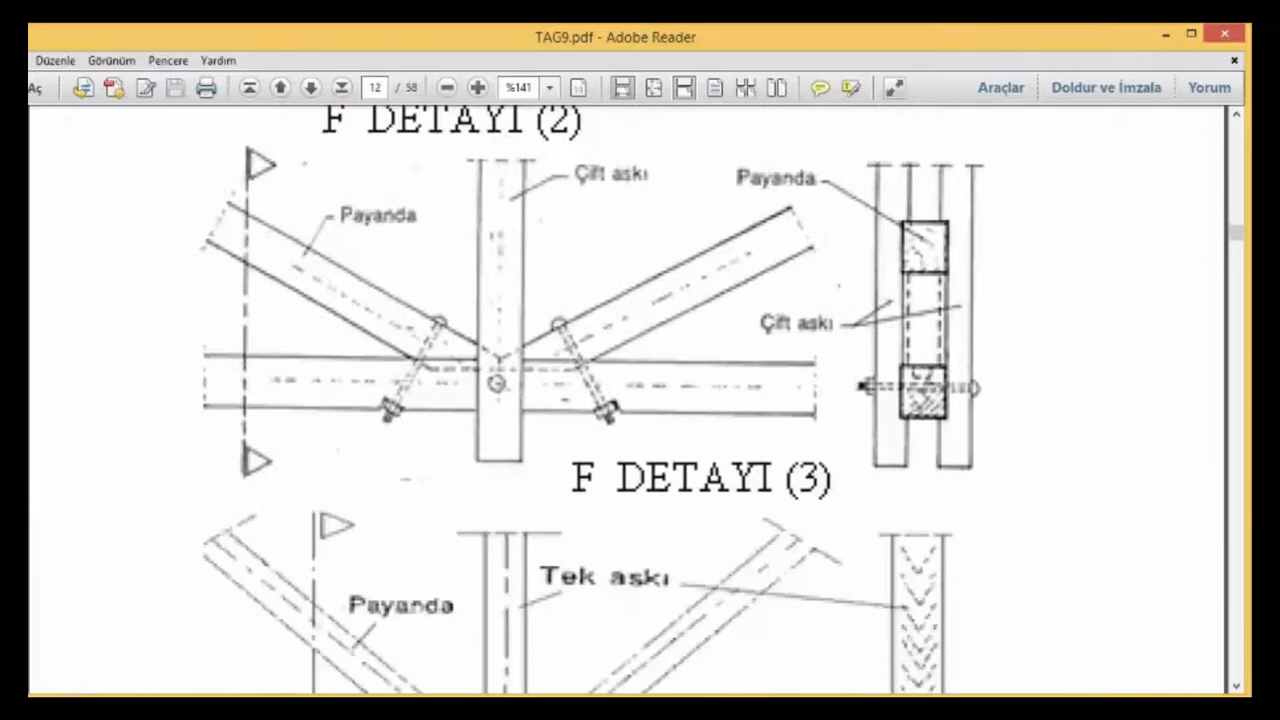 TAG9.pdf - Adobe Reader
Düzenle Görünüm Pencere Yardım
Aç 12 / 58 %141 Araçlar Doldur ve İmzala Yorum
F DETAYI (2)
Çift askı
Payanda
Payanda
Çift askı
F DETAYI (3)
Tek askı
Payanda